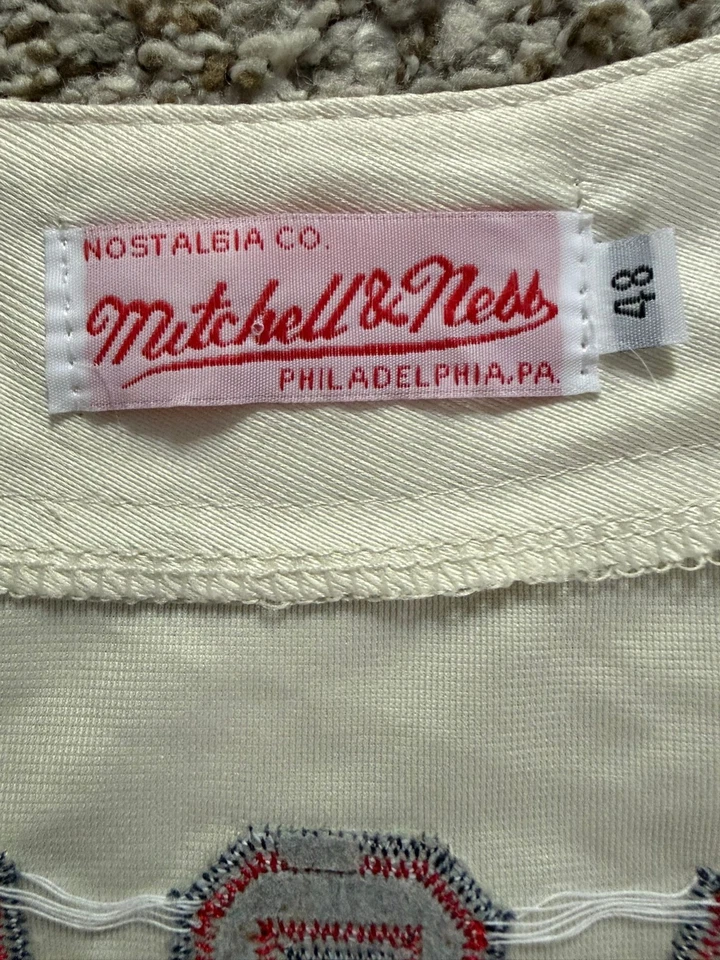 NOSTALGIA CO.
Mitchell & Ness
PHILADELPHIA, PA.
48